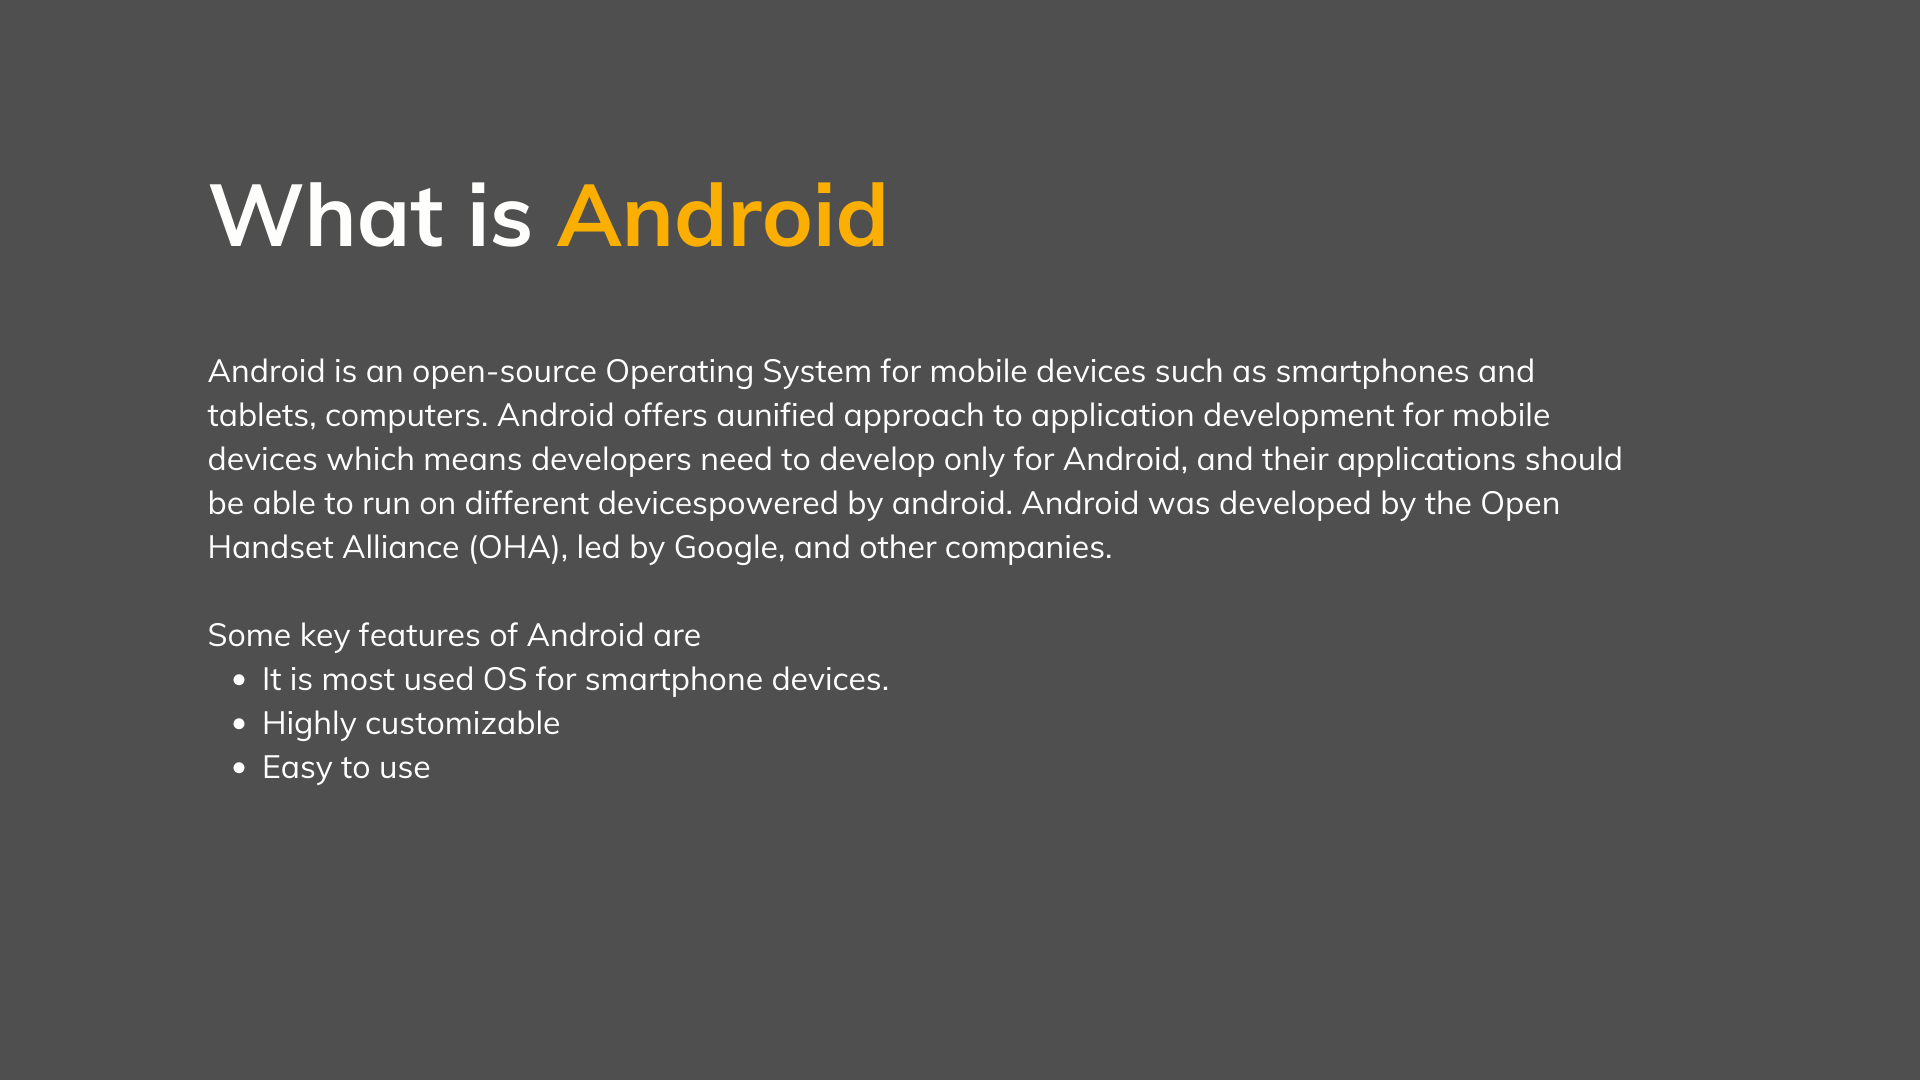 What is Android
Android is an open-source Operating System for mobile devices such as smartphones and
tablets, computers. Android offers aunified approach to application development for mobile
devices which means developers need to develop only for Android, and their applications should
be able to run on different devicespowered by android. Android was developed by the Open
Handset Alliance (OHA), led by Google, and other companies.
Some key features of Android are
• It is most used OS for smartphone devices.
• Highly customizable
• Easy to use